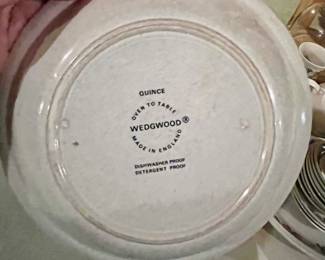 QUINCE
OVEN TO TABLE
WEDGWOOD®
MADE IN ENGLAND
DISHWASHER PROOF
DETERGENT PROOF